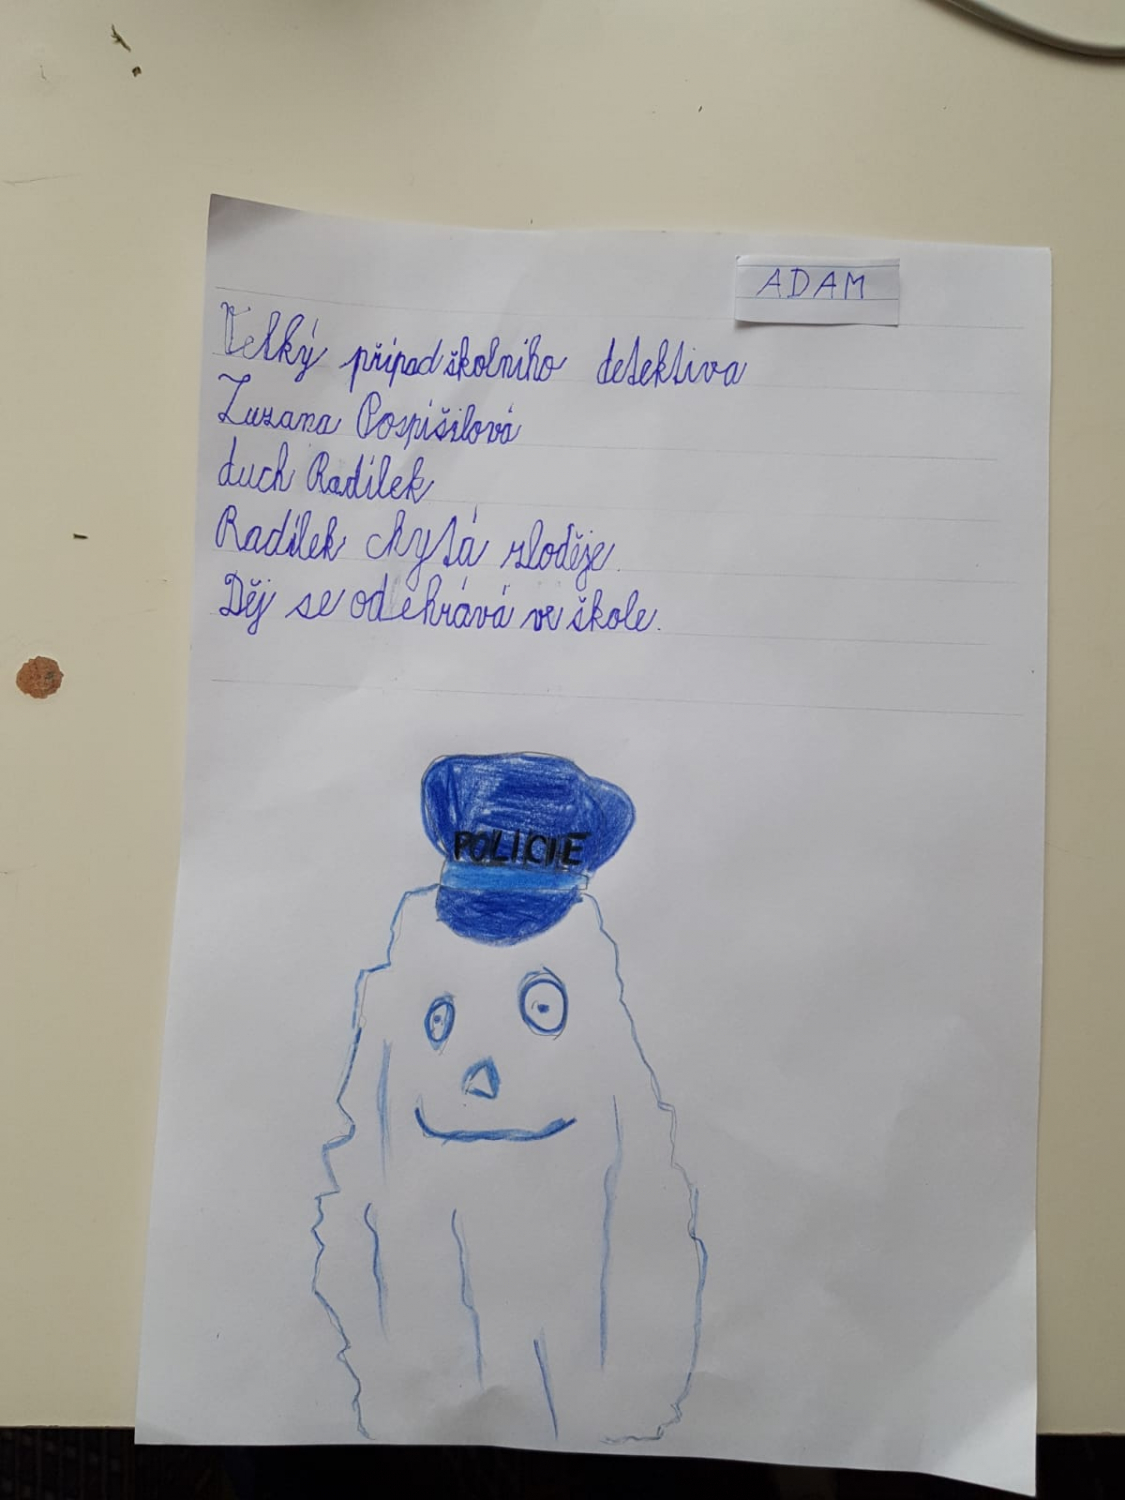 ADAM
Velký případ školního detektiva
Zuzana Pospíšilová
duch Radílek
Radílek chytá zloděje.
Děj se odehrává ve škole.
POLICIE